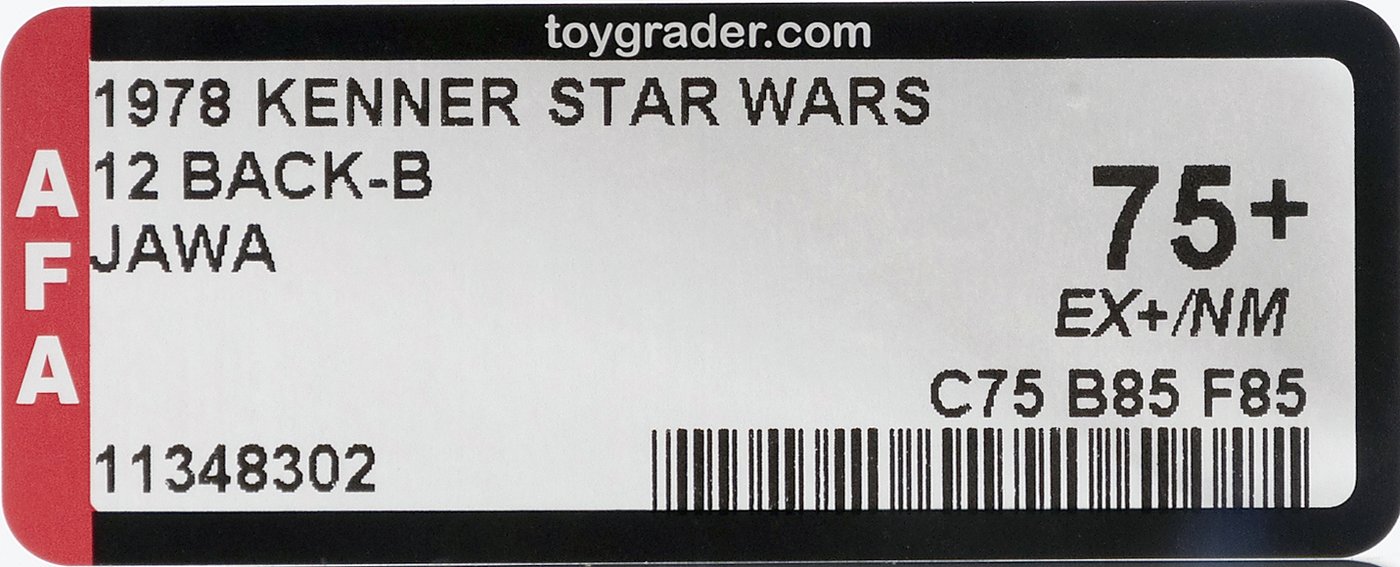 toygrader.com
AFA
1978 KENNER STAR WARS
12 BACK-B
JAWA
75+
EX+/NM
C75 B85 F85
11348302